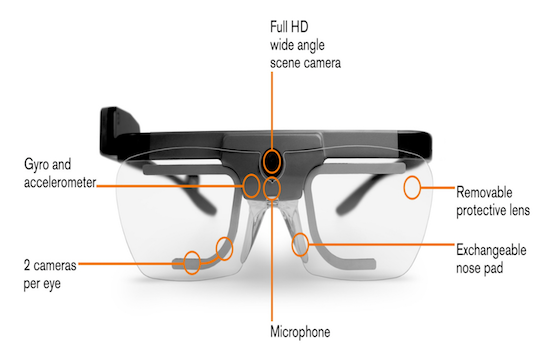 Full HD
wide angle
scene camera
Gyro and
accelerometer
Removable
protective lens
2 cameras
per eye
Exchangeable
nose pad
Microphone